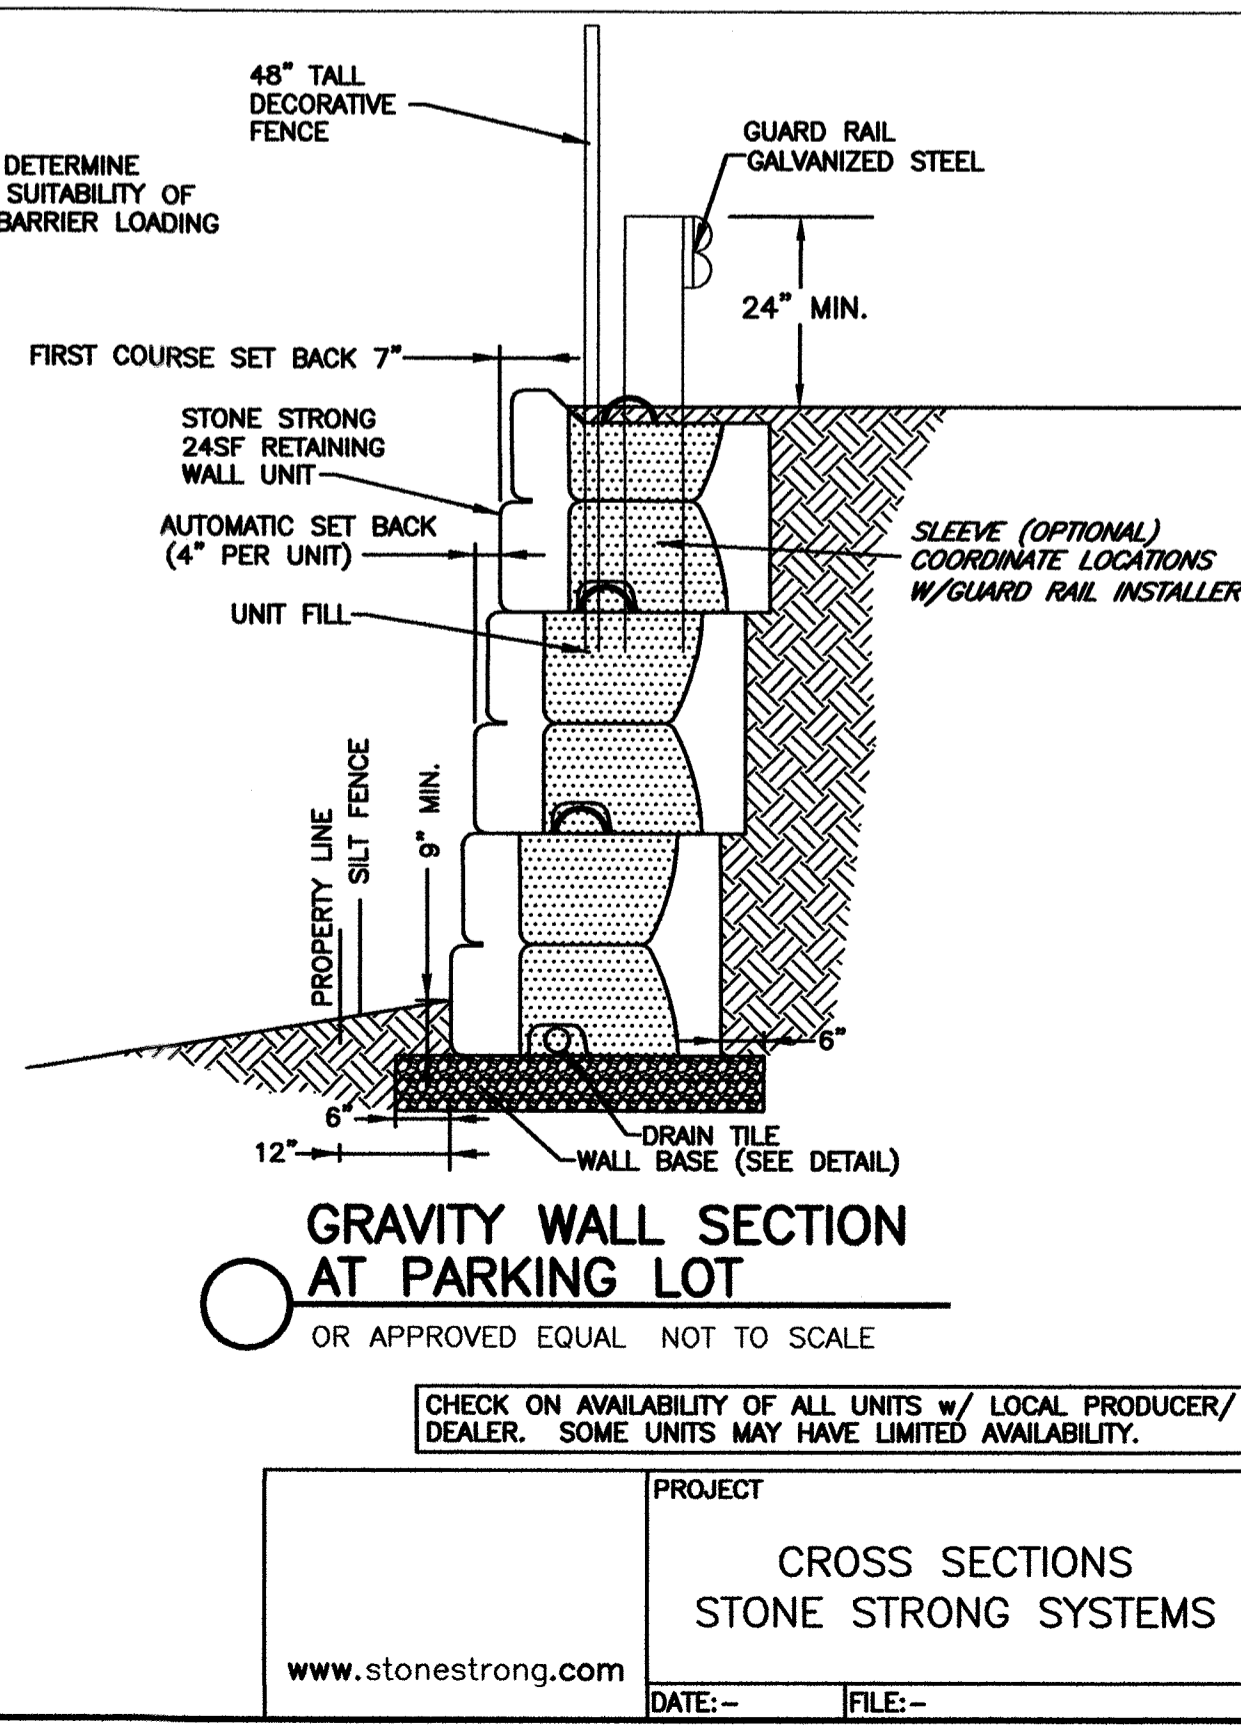 48" TALL
DECORATIVE
FENCE
GUARD RAIL
GALVANIZED STEEL
DETERMINE
SUITABILITY OF
BARRIER LOADING
24" MIN.
FIRST COURSE SET BACK 7"
STONE STRONG
24SF RETAINING
WALL UNIT
AUTOMATIC SET BACK
(4" PER UNIT)
SLEEVE (OPTIONAL)
COORDINATE LOCATIONS
W/GUARD RAIL INSTALLER
UNIT FILL
PROPERTY LINE
SILT FENCE
9" MIN.
6"
6"
12"
DRAIN TILE
WALL BASE (SEE DETAIL)
GRAVITY WALL SECTION
AT PARKING LOT
OR APPROVED EQUAL NOT TO SCALE
CHECK ON AVAILABILITY OF ALL UNITS w/ LOCAL PRODUCER/
DEALER. SOME UNITS MAY HAVE LIMITED AVAILABILITY.
PROJECT
CROSS SECTIONS
STONE STRONG SYSTEMS
www.stonestrong.com
DATE:-
FILE:-